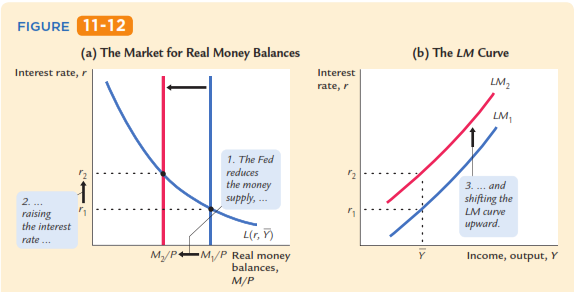 FIGURE 11-12
(a) The Market for Real Money Balances
Interest rate, r
r2
r1
1. The Fed
reduces
the money
supply, ...
2. ...
raising
the interest
rate ...
L(r, Y̅)
M2/P
M1/P
Real money
balances,
M/P
(b) The LM Curve
Interest
rate, r
LM2
LM1
r2
r1
3. ... and
shifting the
LM curve
upward.
Y̅
Income, output, Y